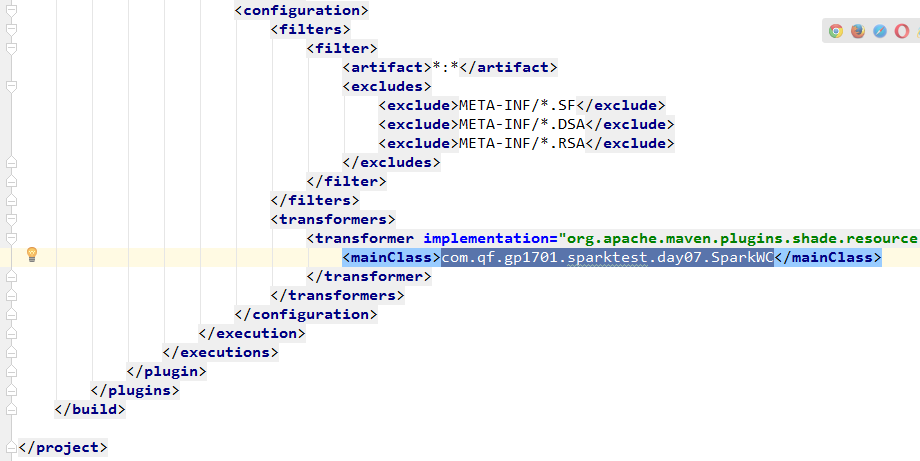 <configuration>
<filters>
<filter>
<artifact>*:*</artifact>
<excludes>
<exclude>META-INF/*.SF</exclude>
<exclude>META-INF/*.DSA</exclude>
<exclude>META-INF/*.RSA</exclude>
</excludes>
</filter>
</filters>
<transformers>
<transformer implementation="org.apache.maven.plugins.shade.resource
<mainClass>com.qf.gp1701.sparktest.day07.SparkWC</mainClass>
</transformer>
</transformers>
</configuration>
</execution>
</executions>
</plugin>
</plugins>
</build>
</project>